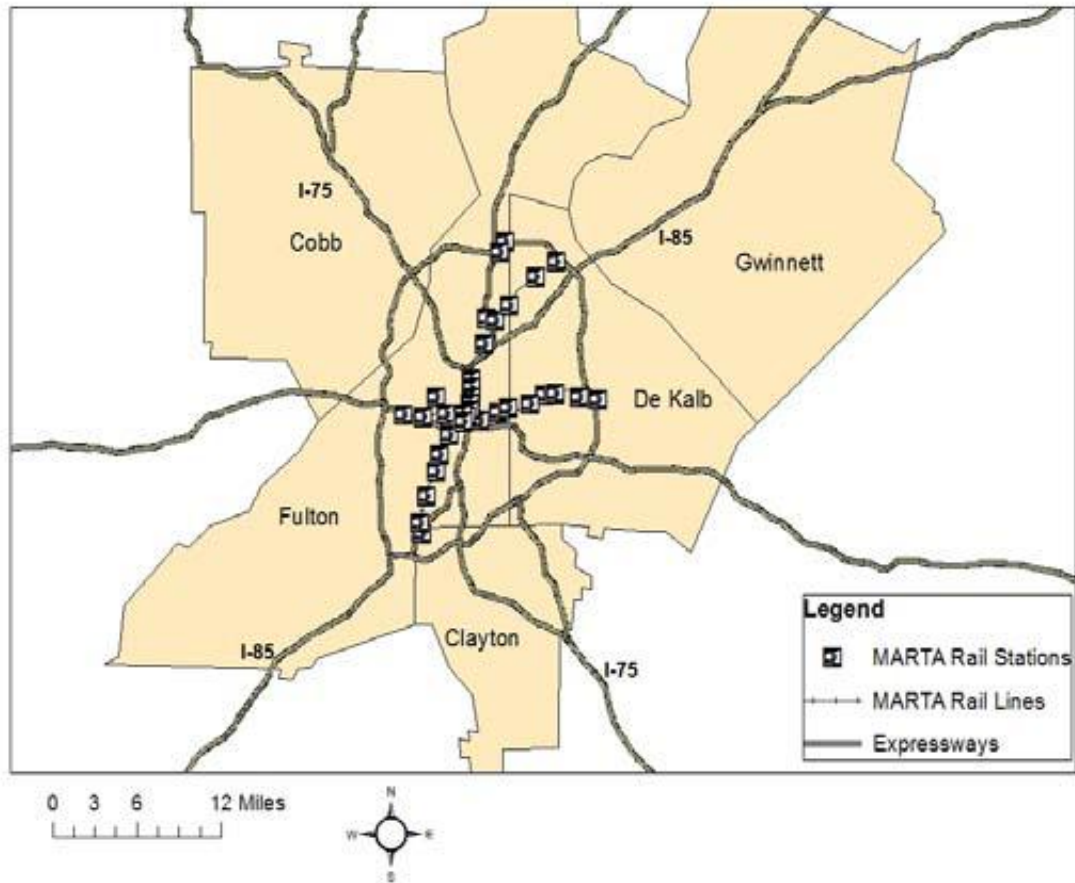 I-75
Cobb
I-85
Gwinnett
De Kalb
Fulton
Clayton
I-85
I-75
Legend
MARTA Rail Stations
MARTA Rail Lines
Expressways
0 3 6 12 Miles
N
W E
S